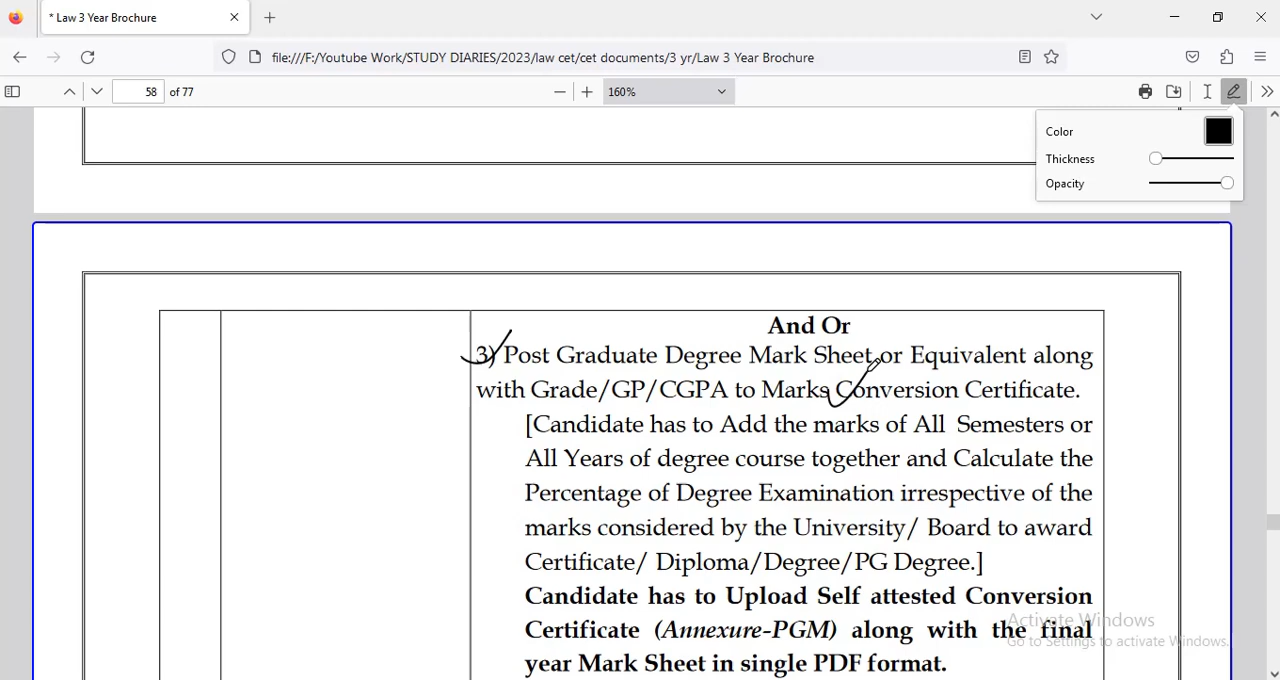 * Law 3 Year Brochure
file:///F:/Youtube Work/STUDY DIARIES/2023/law cet/cet documents/3 yr/Law 3 Year Brochure
58 of 77
160%
Color
Thickness
Opacity
And Or
3) Post Graduate Degree Mark Sheet or Equivalent along
with Grade/GP/CGPA to Marks Conversion Certificate.
[Candidate has to Add the marks of All Semesters or
All Years of degree course together and Calculate the
Percentage of Degree Examination irrespective of the
marks considered by the University/ Board to award
Certificate/ Diploma/Degree/PG Degree.]
Candidate has to Upload Self attested Conversion
Certificate (Annexure-PGM) along with the final
year Mark Sheet in single PDF format.
Activate Windows
Go to Settings to activate Windows.